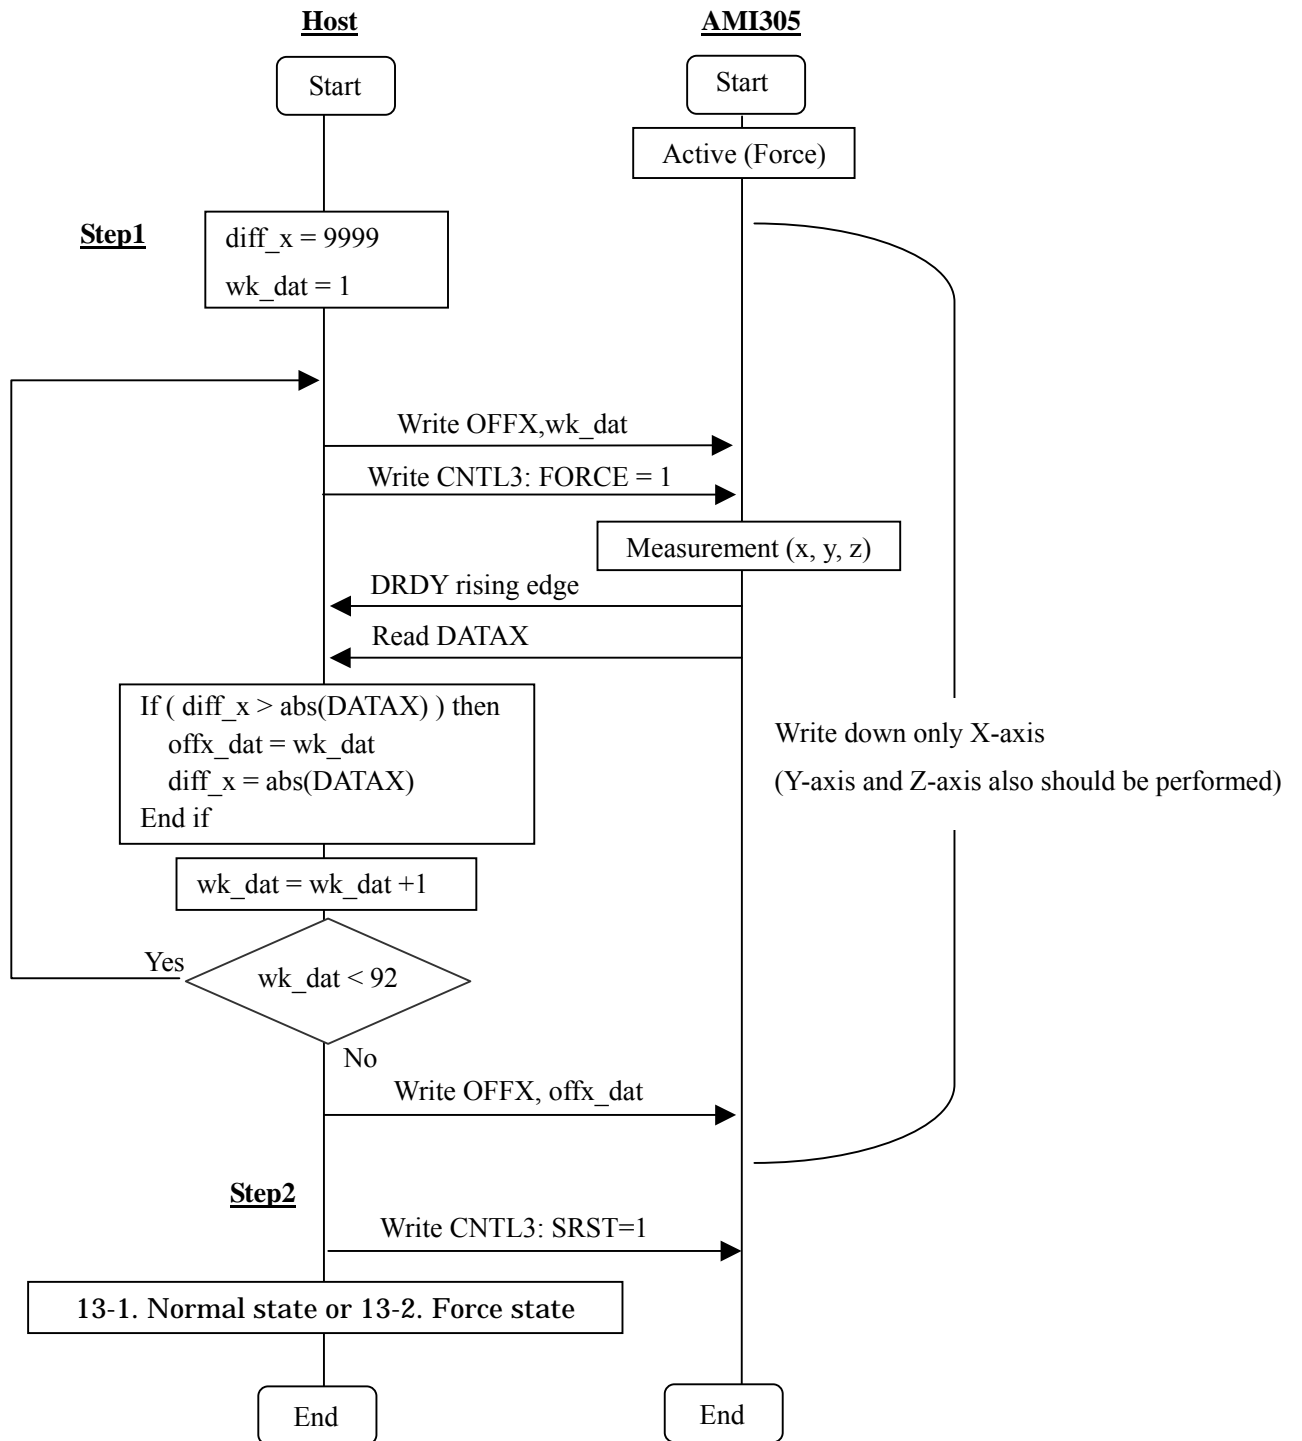 Host
AMI305
Start
Start
Active (Force)
Step1
diff_x = 9999
wk_dat = 1
Write OFFX,wk_dat
Write CNTL3: FORCE = 1
Measurement (x, y, z)
DRDY rising edge
Read DATAX
If ( diff_x > abs(DATAX) ) then
offx_dat = wk_dat
diff_x = abs(DATAX)
End if
Write down only X-axis
(Y-axis and Z-axis also should be performed)
wk_dat = wk_dat +1
Yes
wk_dat < 92
No
Write OFFX, offx_dat
Step2
Write CNTL3: SRST=1
13-1. Normal state or 13-2. Force state
End
End